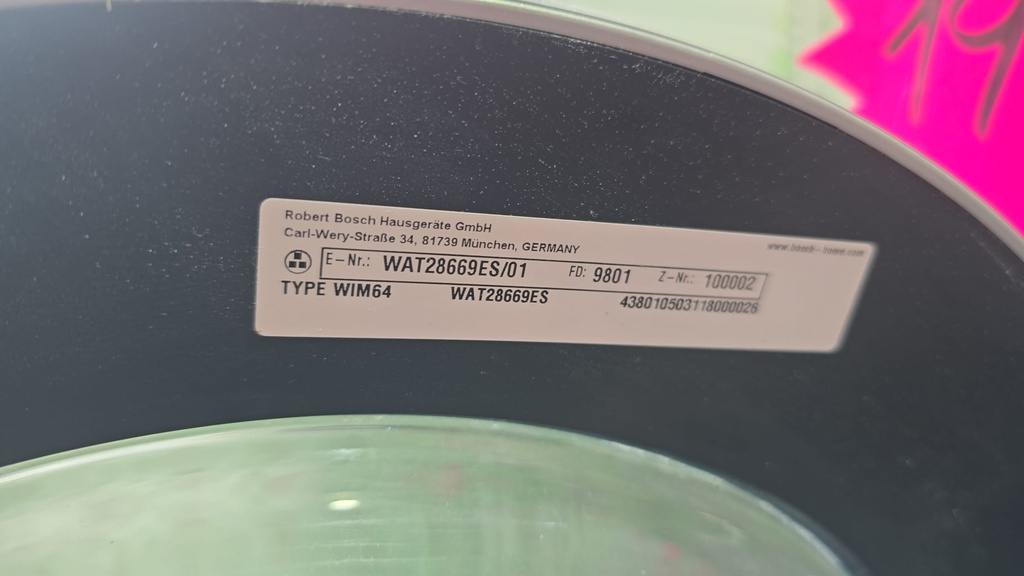 Robert Bosch Hausgeräte GmbH
Carl-Wery-Straße 34, 81739 München, GERMANY
www.bosch-home.com
E-Nr.: WAT28669ES/01 FD: 9801 Z-Nr.: 100002
TYPE WIM64 WAT28669ES 438010503118000026
19